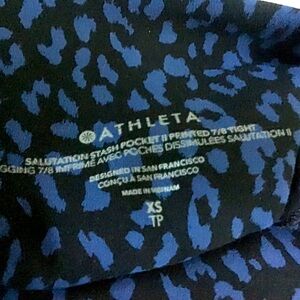 ATHLETA
SALUTATION STASH POCKET II PRINTED 7/8 TIGHT
GGING 7/8 IMPRIMÉ AVEC POCHES DISSIMULÉES SALUTATION II
DESIGNED IN SAN FRANCISCO
CONÇU À SAN FRANCISCO
MADE IN VIETNAM
XS
TP